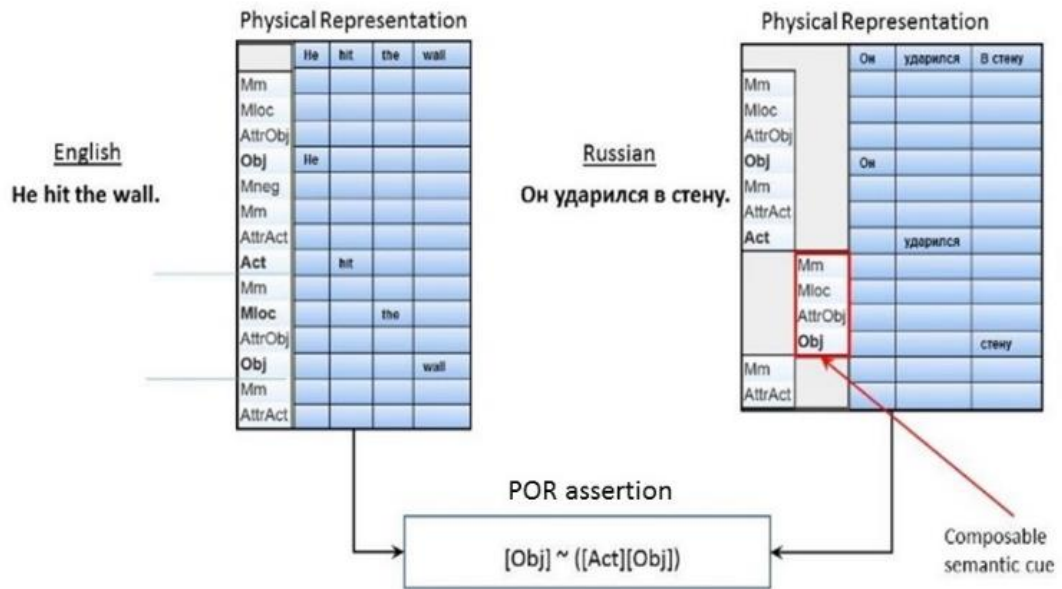 Physical Representation
He hit the wall
Mm
Mloc
AttrObj
Obj He
Mneg
Mm
AttrAct
Act hit
Mm
Mloc the
AttrObj
Obj wall
Mm
AttrAct
English
He hit the wall.
Physical Representation
Он ударился В стену
Mm
Mloc
AttrObj
Obj Он
Mm
AttrAct
Act ударился
Mm
Mloc
AttrObj
Obj стену
Mm
AttrAct
Russian
Он ударился в стену.
POR assertion
[Obj] ~ ([Act][Obj])
Composable
semantic cue